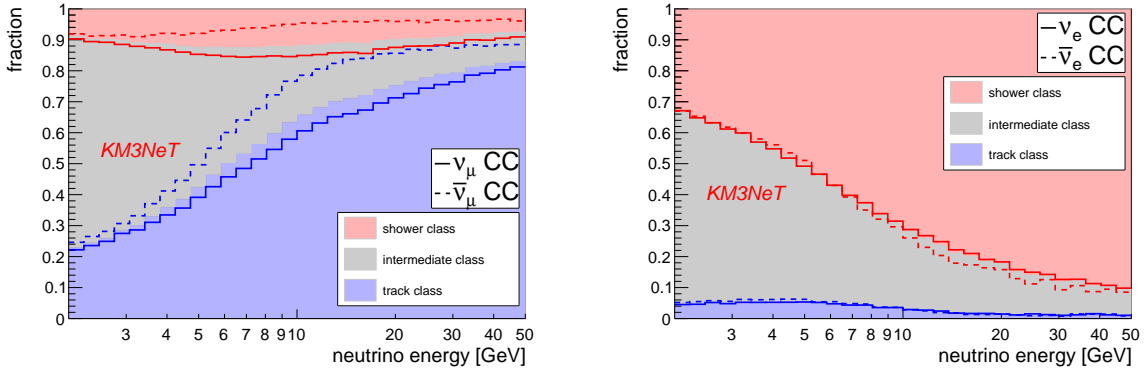 fraction
1
0.9
0.8
0.7
0.6
0.5
0.4
0.3
0.2
0.1
0
KM3NeT
ν_μ CC
ν̅_μ CC
shower class
intermediate class
track class
3 4 5 6 7 8 9 10 20 30 40 50
neutrino energy [GeV]
fraction
1
0.9
0.8
0.7
0.6
0.5
0.4
0.3
0.2
0.1
0
ν_e CC
ν̅_e CC
shower class
intermediate class
track class
KM3NeT
3 4 5 6 7 8 9 10 20 30 40 50
neutrino energy [GeV]